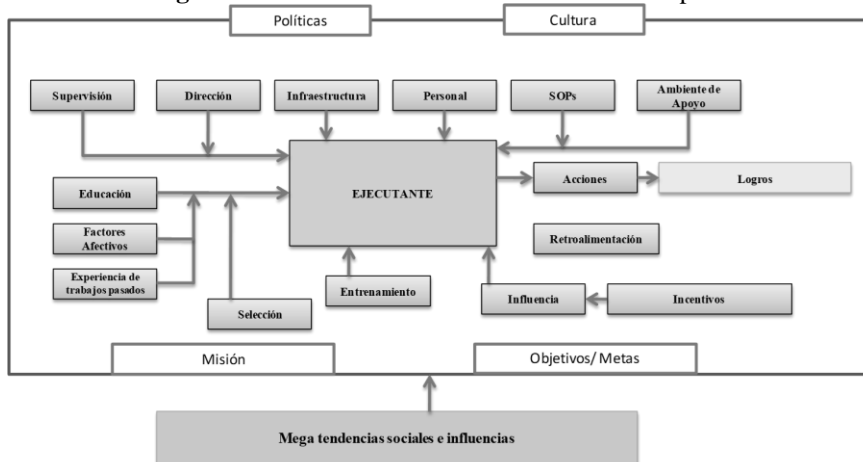 Políticas
Cultura
Supervisión
Dirección
Infraestructura
Personal
SOPs
Ambiente de
Apoyo
EJECUTANTE
Acciones
Logros
Educación
Factores
Afectivos
Retroalimentación
Experiencia de
trabajos pasados
Entrenamiento
Influencia
Incentivos
Selección
Misión
Objetivos/ Metas
Mega tendencias sociales e influencias